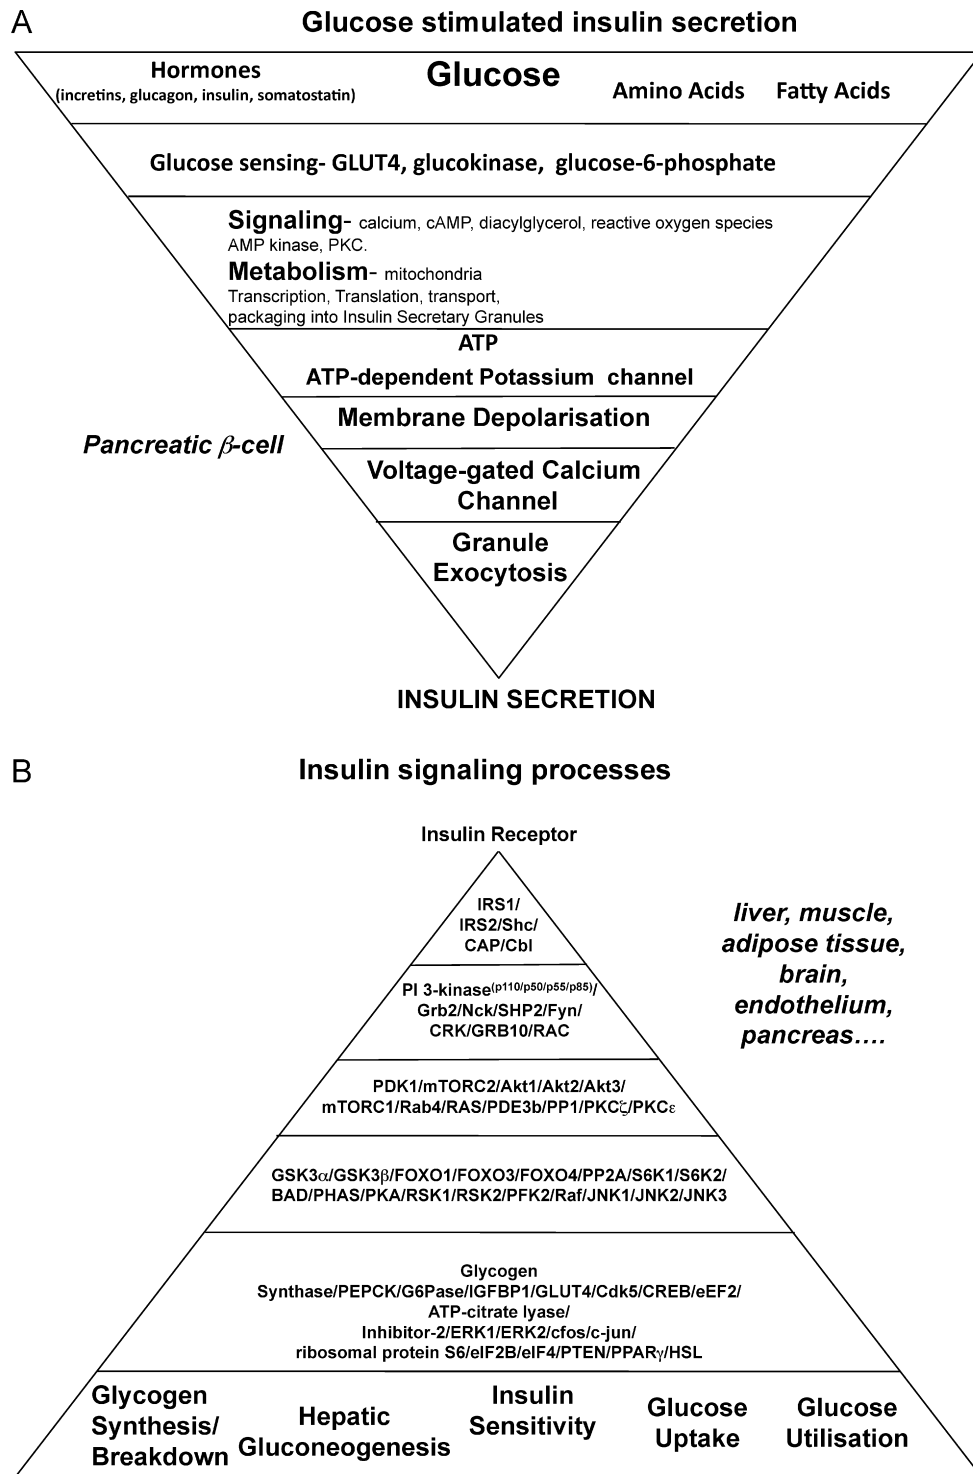 A
Glucose stimulated insulin secretion
Hormones
(incretins, glucagon, insulin, somatostatin)
Glucose
Amino Acids
Fatty Acids
Glucose sensing- GLUT4, glucokinase, glucose-6-phosphate
Signaling- calcium, cAMP, diacylglycerol, reactive oxygen species
AMP kinase, PKC.
Metabolism- mitochondria
Transcription, Translation, transport,
packaging into Insulin Secretary Granules
ATP
ATP-dependent Potassium channel
Membrane Depolarisation
Pancreatic β-cell
Voltage-gated Calcium
Channel
Granule
Exocytosis
INSULIN SECRETION
B
Insulin signaling processes
Insulin Receptor
IRS1/
IRS2/Shc/
CAP/Cbl
liver, muscle,
adipose tissue,
brain,
endothelium,
pancreas....
PI 3-kinase(p110/p50/p55/p85)/
Grb2/Nck/SHP2/Fyn/
CRK/GRB10/RAC
PDK1/mTORC2/Akt1/Akt2/Akt3/
mTORC1/Rab4/RAS/PDE3b/PP1/PKCζ/PKCε
GSK3α/GSK3β/FOXO1/FOXO3/FOXO4/PP2A/S6K1/S6K2/
BAD/PHAS/PKA/RSK1/RSK2/PFK2/Raf/JNK1/JNK2/JNK3
Glycogen
Synthase/PEPCK/G6Pase/IGFBP1/GLUT4/Cdk5/CREB/eEF2/
ATP-citrate lyase/
Inhibitor-2/ERK1/ERK2/cfos/c-jun/
ribosomal protein S6/eIF2B/eIF4/PTEN/PPARγ/HSL
Glycogen
Synthesis/
Breakdown
Hepatic
Gluconeogenesis
Insulin
Sensitivity
Glucose
Uptake
Glucose
Utilisation